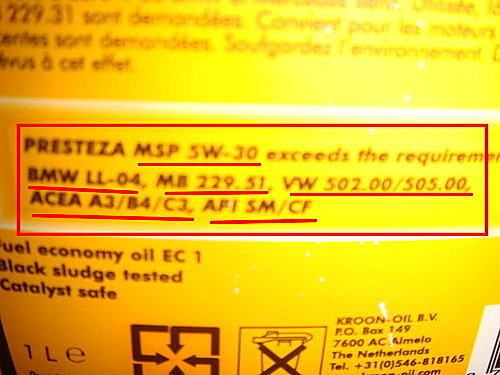 229.31 sont demandées. Convient pour les moteurs
sont demandées. Saufgardez l'environnement.
à cet effet.
PRESTEZA MSP 5W-30 exceeds the
BMW LL-04, MB 229.51, VW 502.00/505.00,
ACEA A3/B4/C3, API SM/CF
Fuel economy oil EC 1
Black sludge tested
Catalyst safe
1 L e
KROON-OIL B.V.
P.O. Box 149
7600 AC Almelo
The Netherlands
Tel. +31(0)546-818165